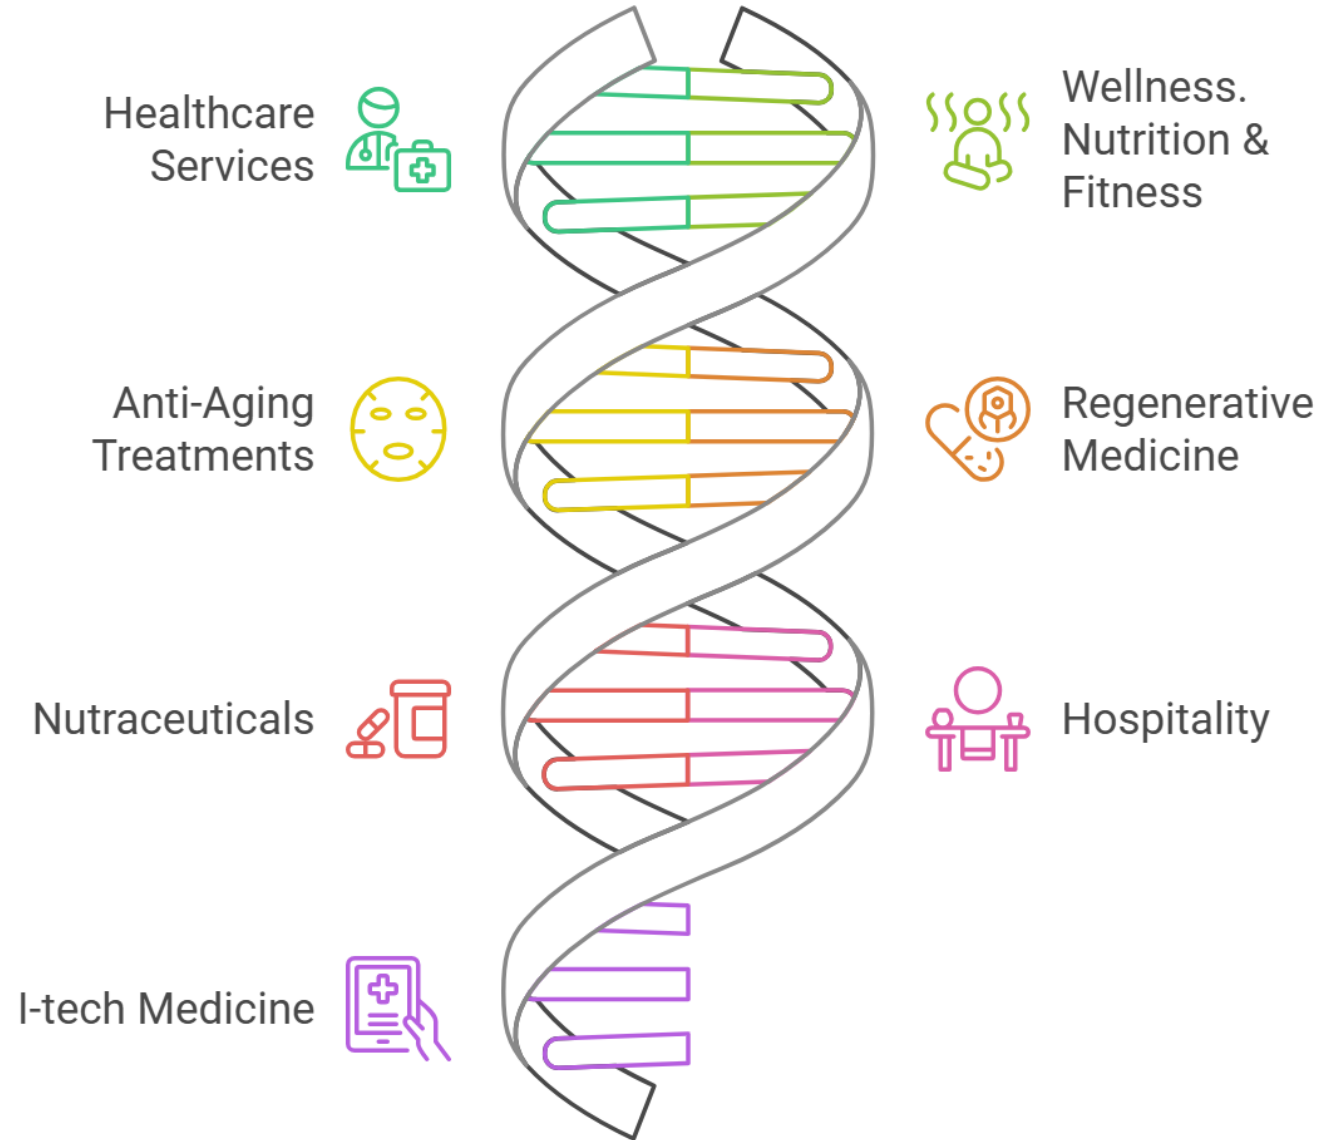 Healthcare
Services
Wellness.
Nutrition &
Fitness
Anti-Aging
Treatments
Regenerative
Medicine
Nutraceuticals
Hospitality
I-tech Medicine